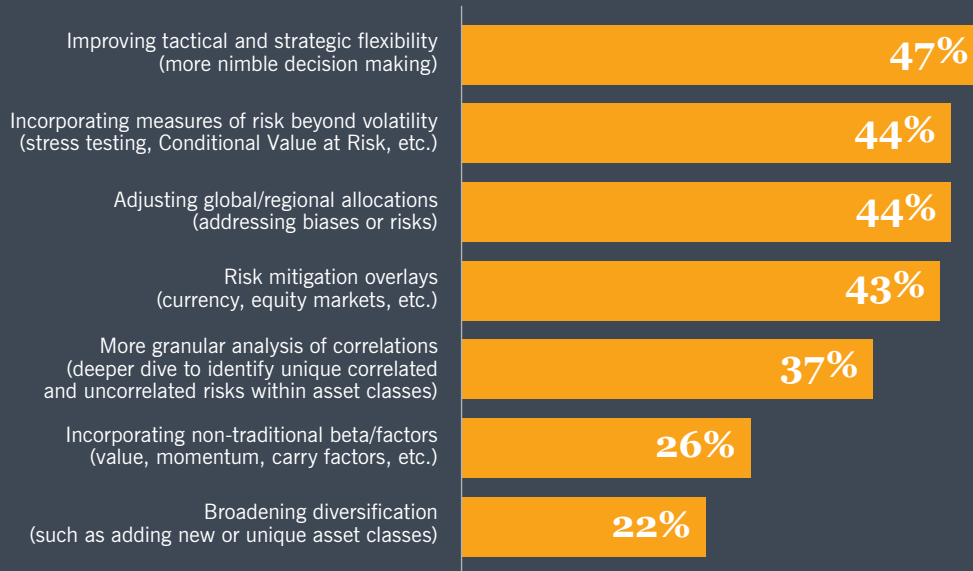 Improving tactical and strategic flexibility
(more nimble decision making)
47%
Incorporating measures of risk beyond volatility
(stress testing, Conditional Value at Risk, etc.)
44%
Adjusting global/regional allocations
(addressing biases or risks)
44%
Risk mitigation overlays
(currency, equity markets, etc.)
43%
More granular analysis of correlations
(deeper dive to identify unique correlated
and uncorrelated risks within asset classes)
37%
Incorporating non-traditional beta/factors
(value, momentum, carry factors, etc.)
26%
Broadening diversification
(such as adding new or unique asset classes)
22%